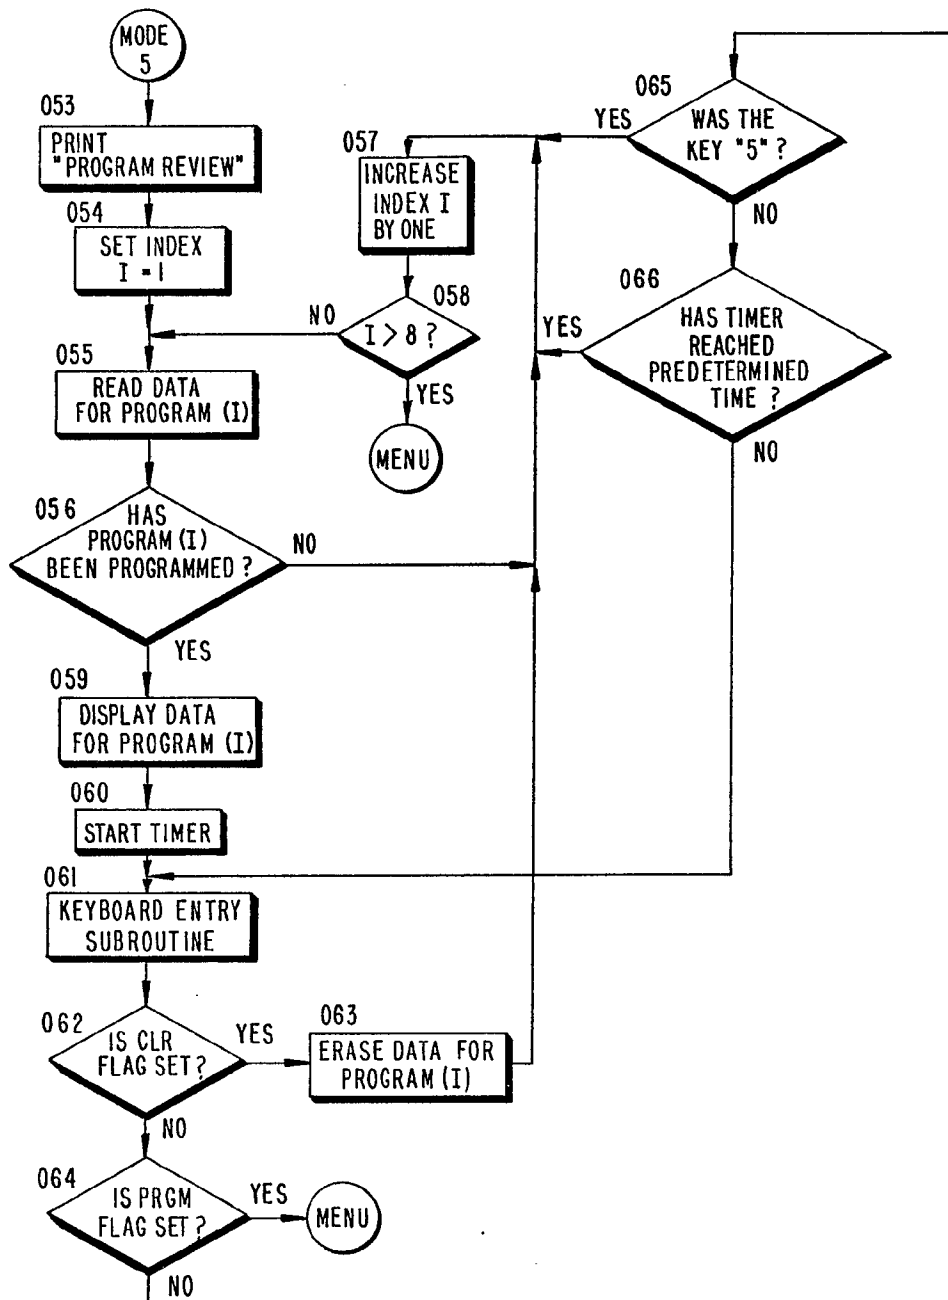 MODE
5
053
PRINT
"PROGRAM REVIEW"
054
SET INDEX
I = 1
055
READ DATA
FOR PROGRAM (I)
056
HAS
PROGRAM (I)
BEEN PROGRAMMED ?
NO
YES
057
INCREASE
INDEX I
BY ONE
058
I > 8 ?
NO
YES
MENU
059
DISPLAY DATA
FOR PROGRAM (I)
060
START TIMER
061
KEYBOARD ENTRY
SUBROUTINE
062
IS CLR
FLAG SET ?
YES
NO
063
ERASE DATA FOR
PROGRAM (I)
064
IS PRGM
FLAG SET ?
YES
MENU
NO
065
WAS THE
KEY "5" ?
YES
NO
066
HAS TIMER
REACHED
PREDETERMINED
TIME ?
YES
NO